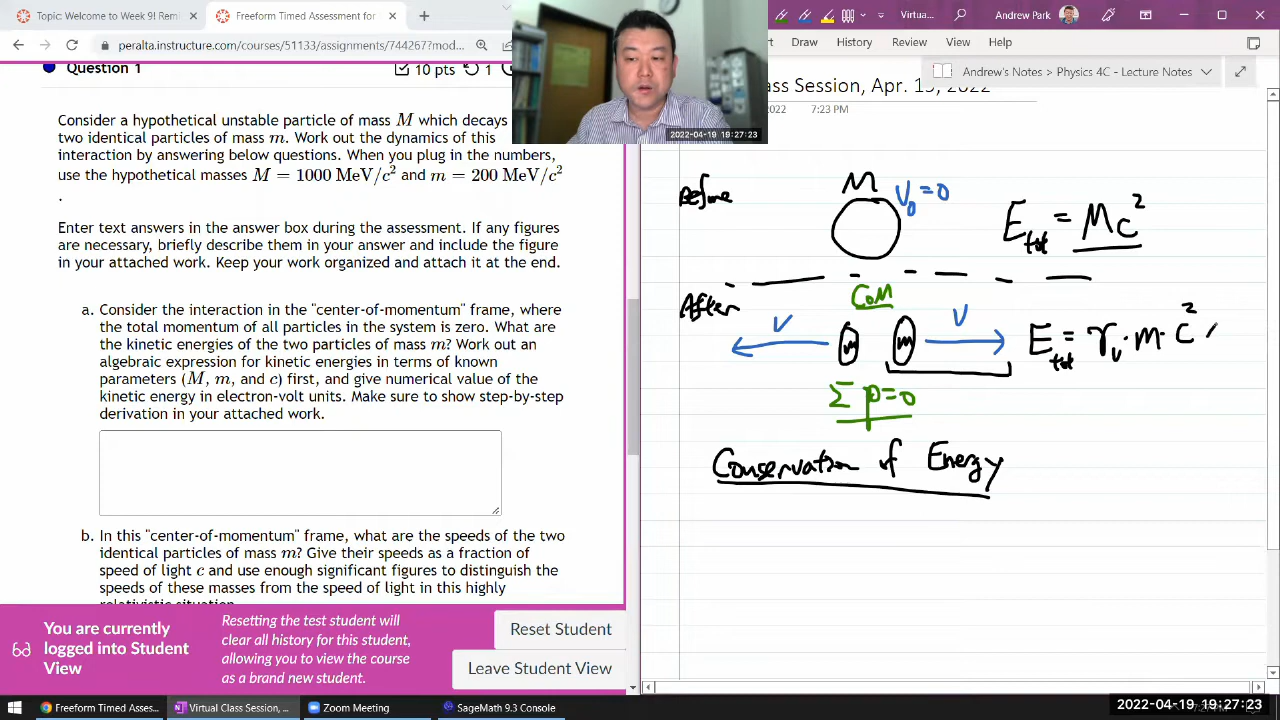 Topic: Welcome to Week 9! Rem
Freeform Timed Assessment for
peralta.instructure.com/courses/51133/assignments/7442677mod...
Question 1
10 pts
1
Consider a hypothetical unstable particle of mass M which decays
two identical particles of mass m. Work out the dynamics of this
interaction by answering below questions. When you plug in the numbers,
use the hypothetical masses M = 1000 MeV/c² and m = 200 MeV/c²
.
Enter text answers in the answer box during the assessment. If any figures
are necessary, briefly describe them in your answer and include the figure
in your attached work. Keep your work organized and attach it at the end.
a. Consider the interaction in the "center-of-momentum" frame, where
the total momentum of all particles in the system is zero. What are
the kinetic energies of the two particles of mass m? Work out an
algebraic expression for kinetic energies in terms of known
parameters (M, m, and c) first, and give numerical value of the
kinetic energy in electron-volt units. Make sure to show step-by-step
derivation in your attached work.
b. In this "center-of-momentum" frame, what are the speeds of the two
identical particles of mass m? Give their speeds as a fraction of
speed of light c and use enough significant figures to distinguish the
speeds of these masses from the speed of light in this highly
relativistic situation.
You are currently
logged into Student
View
Resetting the test student will
clear all history for this student,
allowing you to view the course
as a brand new student.
Reset Student
Leave Student View
2022-04-19 19:27:23
Andrew Park
Draw History Review View Help
Andrew's Notes > Physics 4C - Lecture Notes
ass Session, Apr. 19, 2022
2022 7:23 PM
Before
M
V₀ = 0
E_tot = Mc²
After
CoM
V
V
m
m
E_tot = γ_v · m · c²
Σ p = 0
Conservation of Energy
Freeform Timed Asses...
Virtual Class Session, ...
Zoom Meeting
SageMath 9.3 Console
2022-04-19 19:27:23